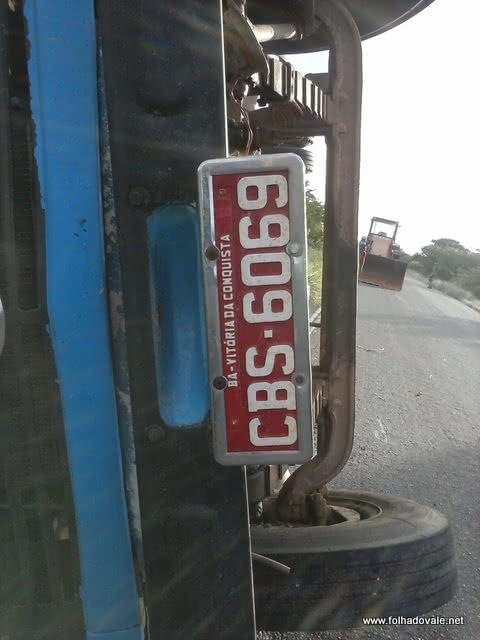 BA-VITÓRIA DA CONQUISTA
CBS·6069
www.folhadovale.net